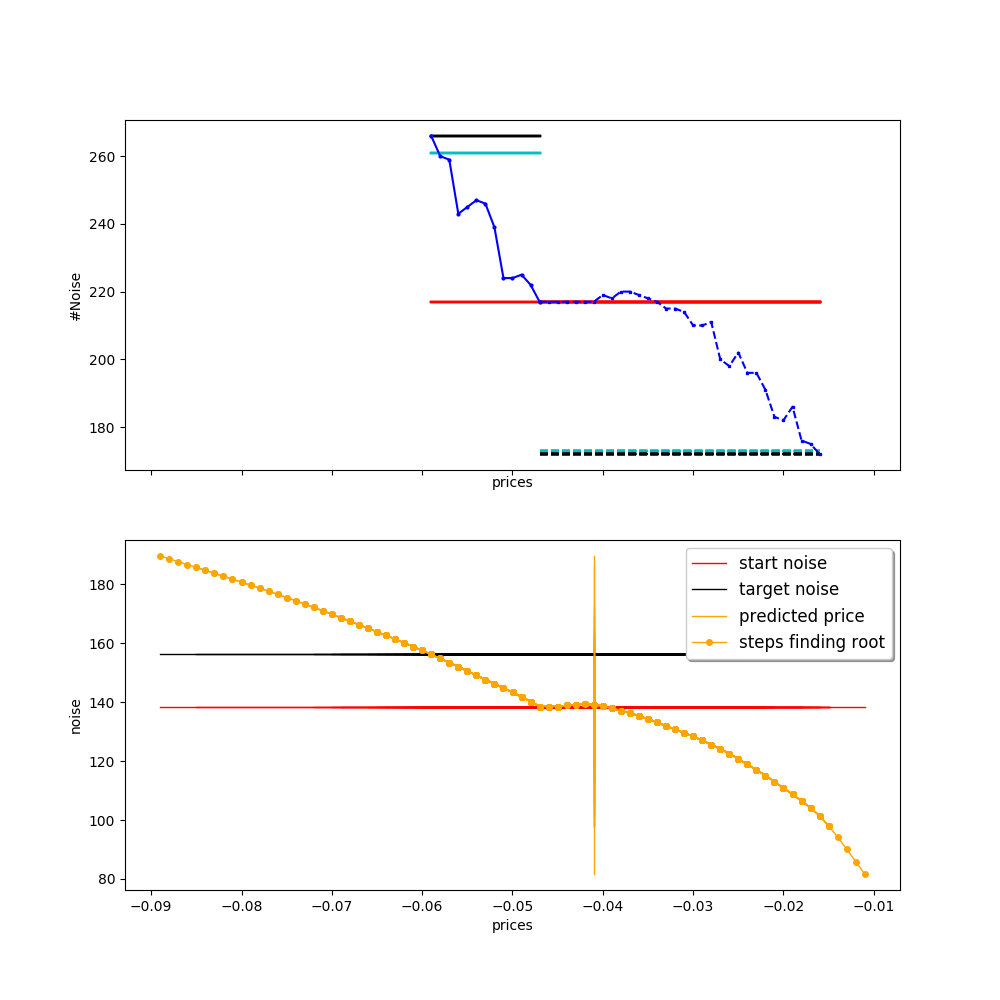 260
240
220
200
180
#Noise
prices
180
160
140
120
100
80
noise
start noise
target noise
predicted price
steps finding root
−0.09 −0.08 −0.07 −0.06 −0.05 −0.04 −0.03 −0.02 −0.01
prices